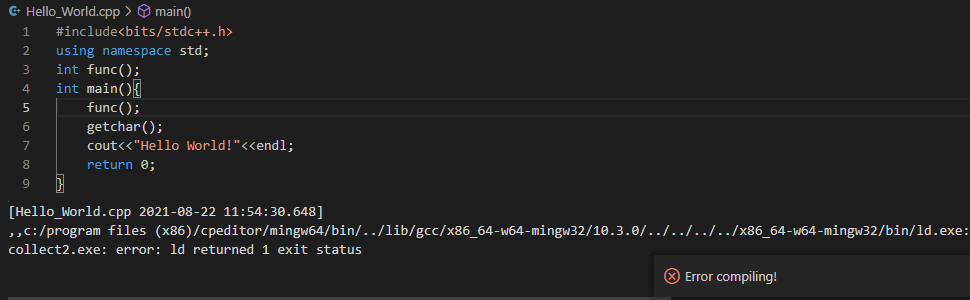 Hello_World.cpp > main()
1 #include<bits/stdc++.h>
2 using namespace std;
3 int func();
4 int main(){
5 func();
6 getchar();
7 cout<<"Hello World!"<<endl;
8 return 0;
9 }
[Hello_World.cpp 2021-08-22 11:54:30.648]
,,c:/program files (x86)/cpeditor/mingw64/bin/../lib/gcc/x86_64-w64-mingw32/10.3.0/../../../../x86_64-w64-mingw32/bin/ld.exe:
collect2.exe: error: ld returned 1 exit status
Error compiling!